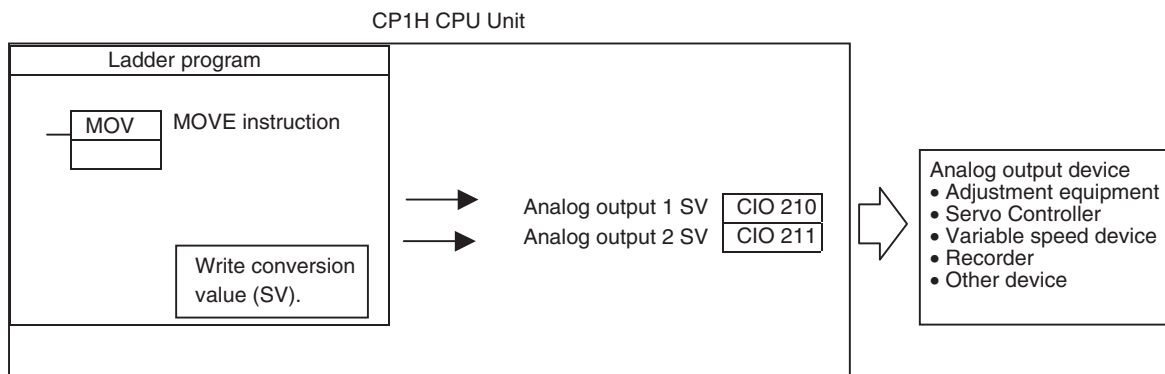 CP1H CPU Unit
Ladder program
MOV
MOVE instruction
Write conversion
value (SV).
Analog output 1 SV
CIO 210
Analog output 2 SV
CIO 211
Analog output device
• Adjustment equipment
• Servo Controller
• Variable speed device
• Recorder
• Other device